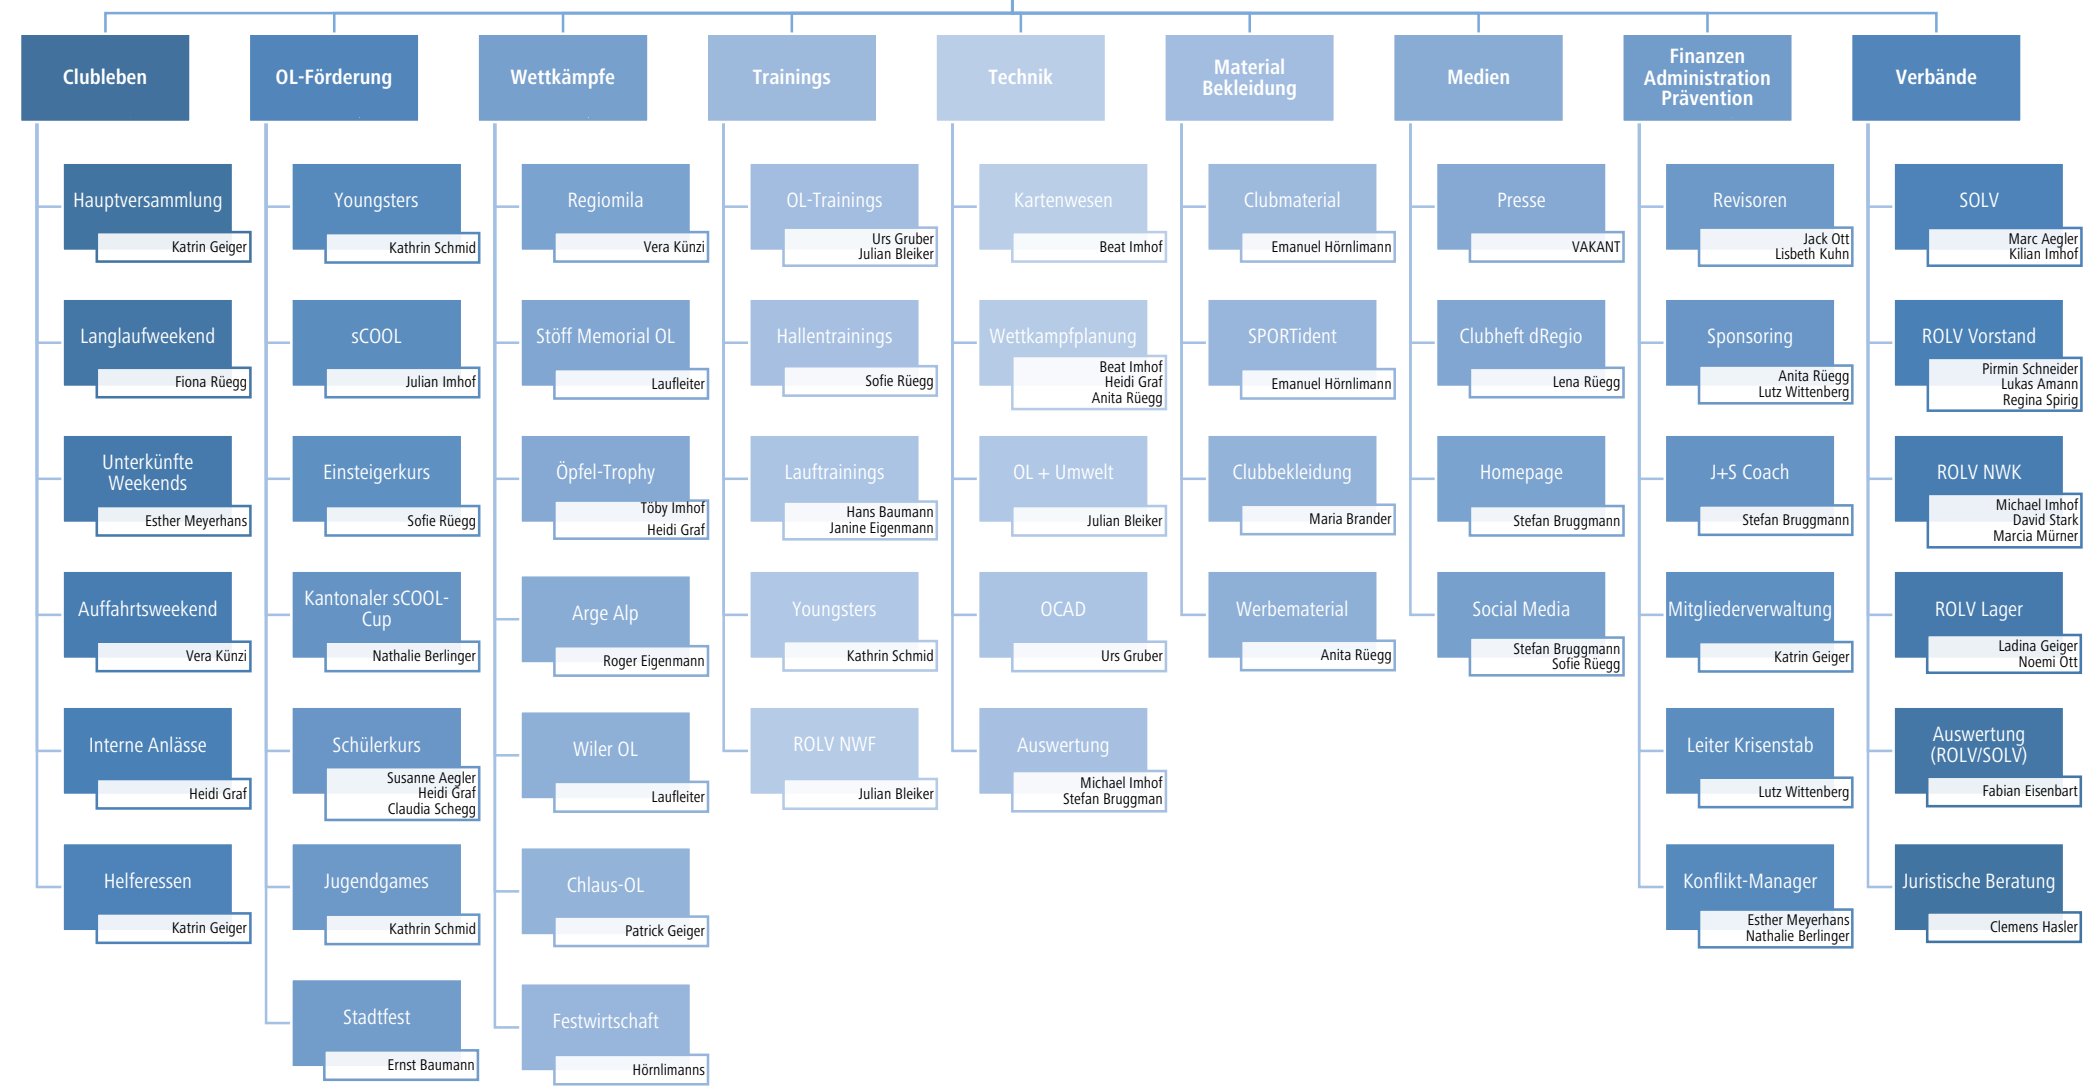 Clubleben
Hauptversammlung
Katrin Geiger
Langlaufweekend
Fiona Rüegg
Unterkünfte
Weekends
Esther Meyerhans
Auffahrtsweekend
Vera Künzi
Interne Anlässe
Heidi Graf
Helferessen
Katrin Geiger
OL-Förderung
Youngsters
Kathrin Schmid
sCOOL
Julian Imhof
Einsteigerkurs
Sofie Rüegg
Kantonaler sCOOL-
Cup
Nathalie Berlinger
Schülerkurs
Susanne Aegler
Heidi Graf
Claudia Schegg
Jugendgames
Kathrin Schmid
Stadtfest
Ernst Baumann
Wettkämpfe
Regiomila
Vera Künzi
Stöff Memorial OL
Laufleiter
Öpfel-Trophy
Töby Imhof
Heidi Graf
Arge Alp
Roger Eigenmann
Wiler OL
Laufleiter
Chlaus-OL
Patrick Geiger
Festwirtschaft
Hörnlimanns
Trainings
OL-Trainings
Urs Gruber
Julian Bleiker
Hallentrainings
Sofie Rüegg
Lauftrainings
Hans Baumann
Janine Eigenmann
Youngsters
Kathrin Schmid
ROLV NWF
Julian Bleiker
Technik
Kartenwesen
Beat Imhof
Wettkampfplanung
Beat Imhof
Heidi Graf
Anita Rüegg
OL + Umwelt
Julian Bleiker
OCAD
Urs Gruber
Auswertung
Michael Imhof
Stefan Bruggman
Material
Bekleidung
Clubmaterial
Emanuel Hörnlimann
SPORTident
Emanuel Hörnlimann
Clubbekleidung
Maria Brander
Werbematerial
Anita Rüegg
Medien
Presse
VAKANT
Clubheft dRegio
Lena Rüegg
Homepage
Stefan Bruggmann
Social Media
Stefan Bruggmann
Sofie Rüegg
Finanzen
Administration
Prävention
Revisoren
Jack Ott
Lisbeth Kuhn
Sponsoring
Anita Rüegg
Lutz Wittenberg
J+S Coach
Stefan Bruggmann
Mitgliederverwaltung
Katrin Geiger
Leiter Krisenstab
Lutz Wittenberg
Konflikt-Manager
Esther Meyerhans
Nathalie Berlinger
Verbände
SOLV
Marc Aegler
Kilian Imhof
ROLV Vorstand
Pirmin Schneider
Lukas Amann
Regina Spirig
ROLV NWK
Michael Imhof
David Stark
Marcia Mürner
ROLV Lager
Ladina Geiger
Noemi Ott
Auswertung
(ROLV/SOLV)
Fabian Eisenbart
Juristische Beratung
Clemens Hasler